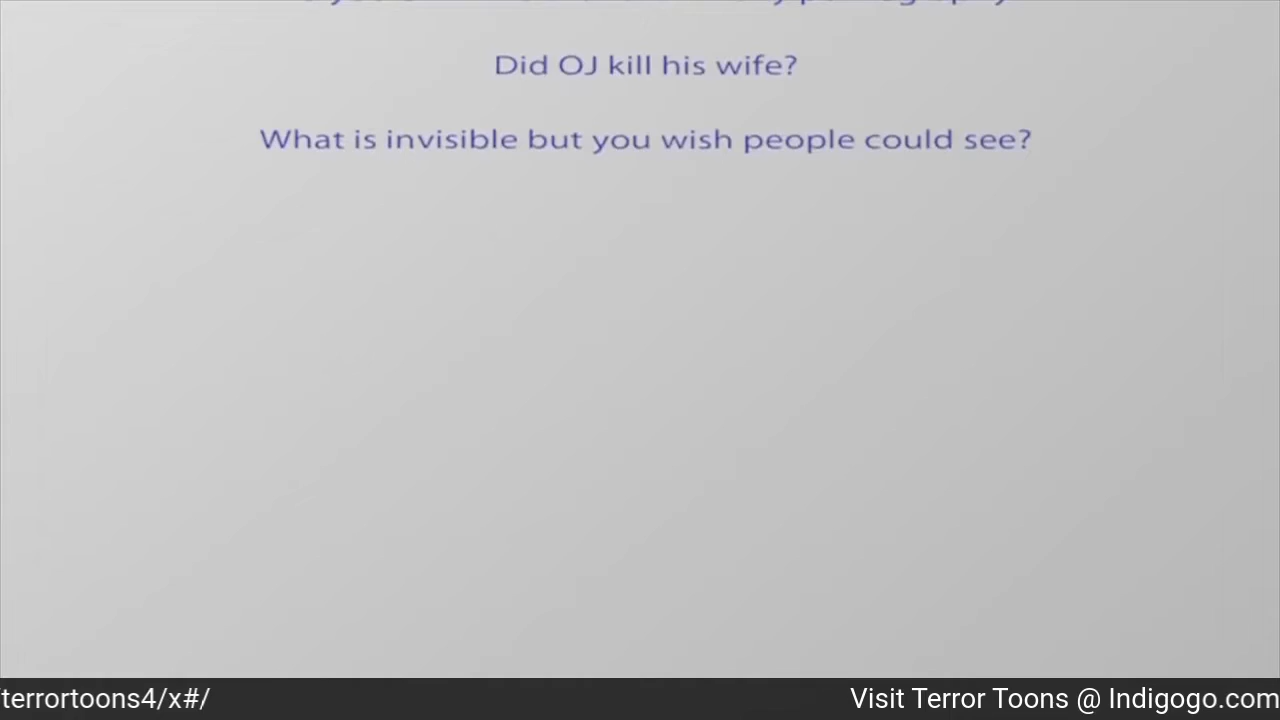 Did OJ kill his wife?
What is invisible but you wish people could see?
terrortoons4/x#/ Visit Terror Toons @ Indigogo.com